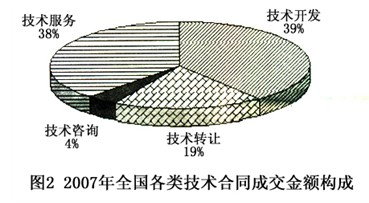 技术服务
38%
技术开发
39%
技术咨询
4%
技术转让
19%
图2 2007年全国各类技术合同成交金额构成